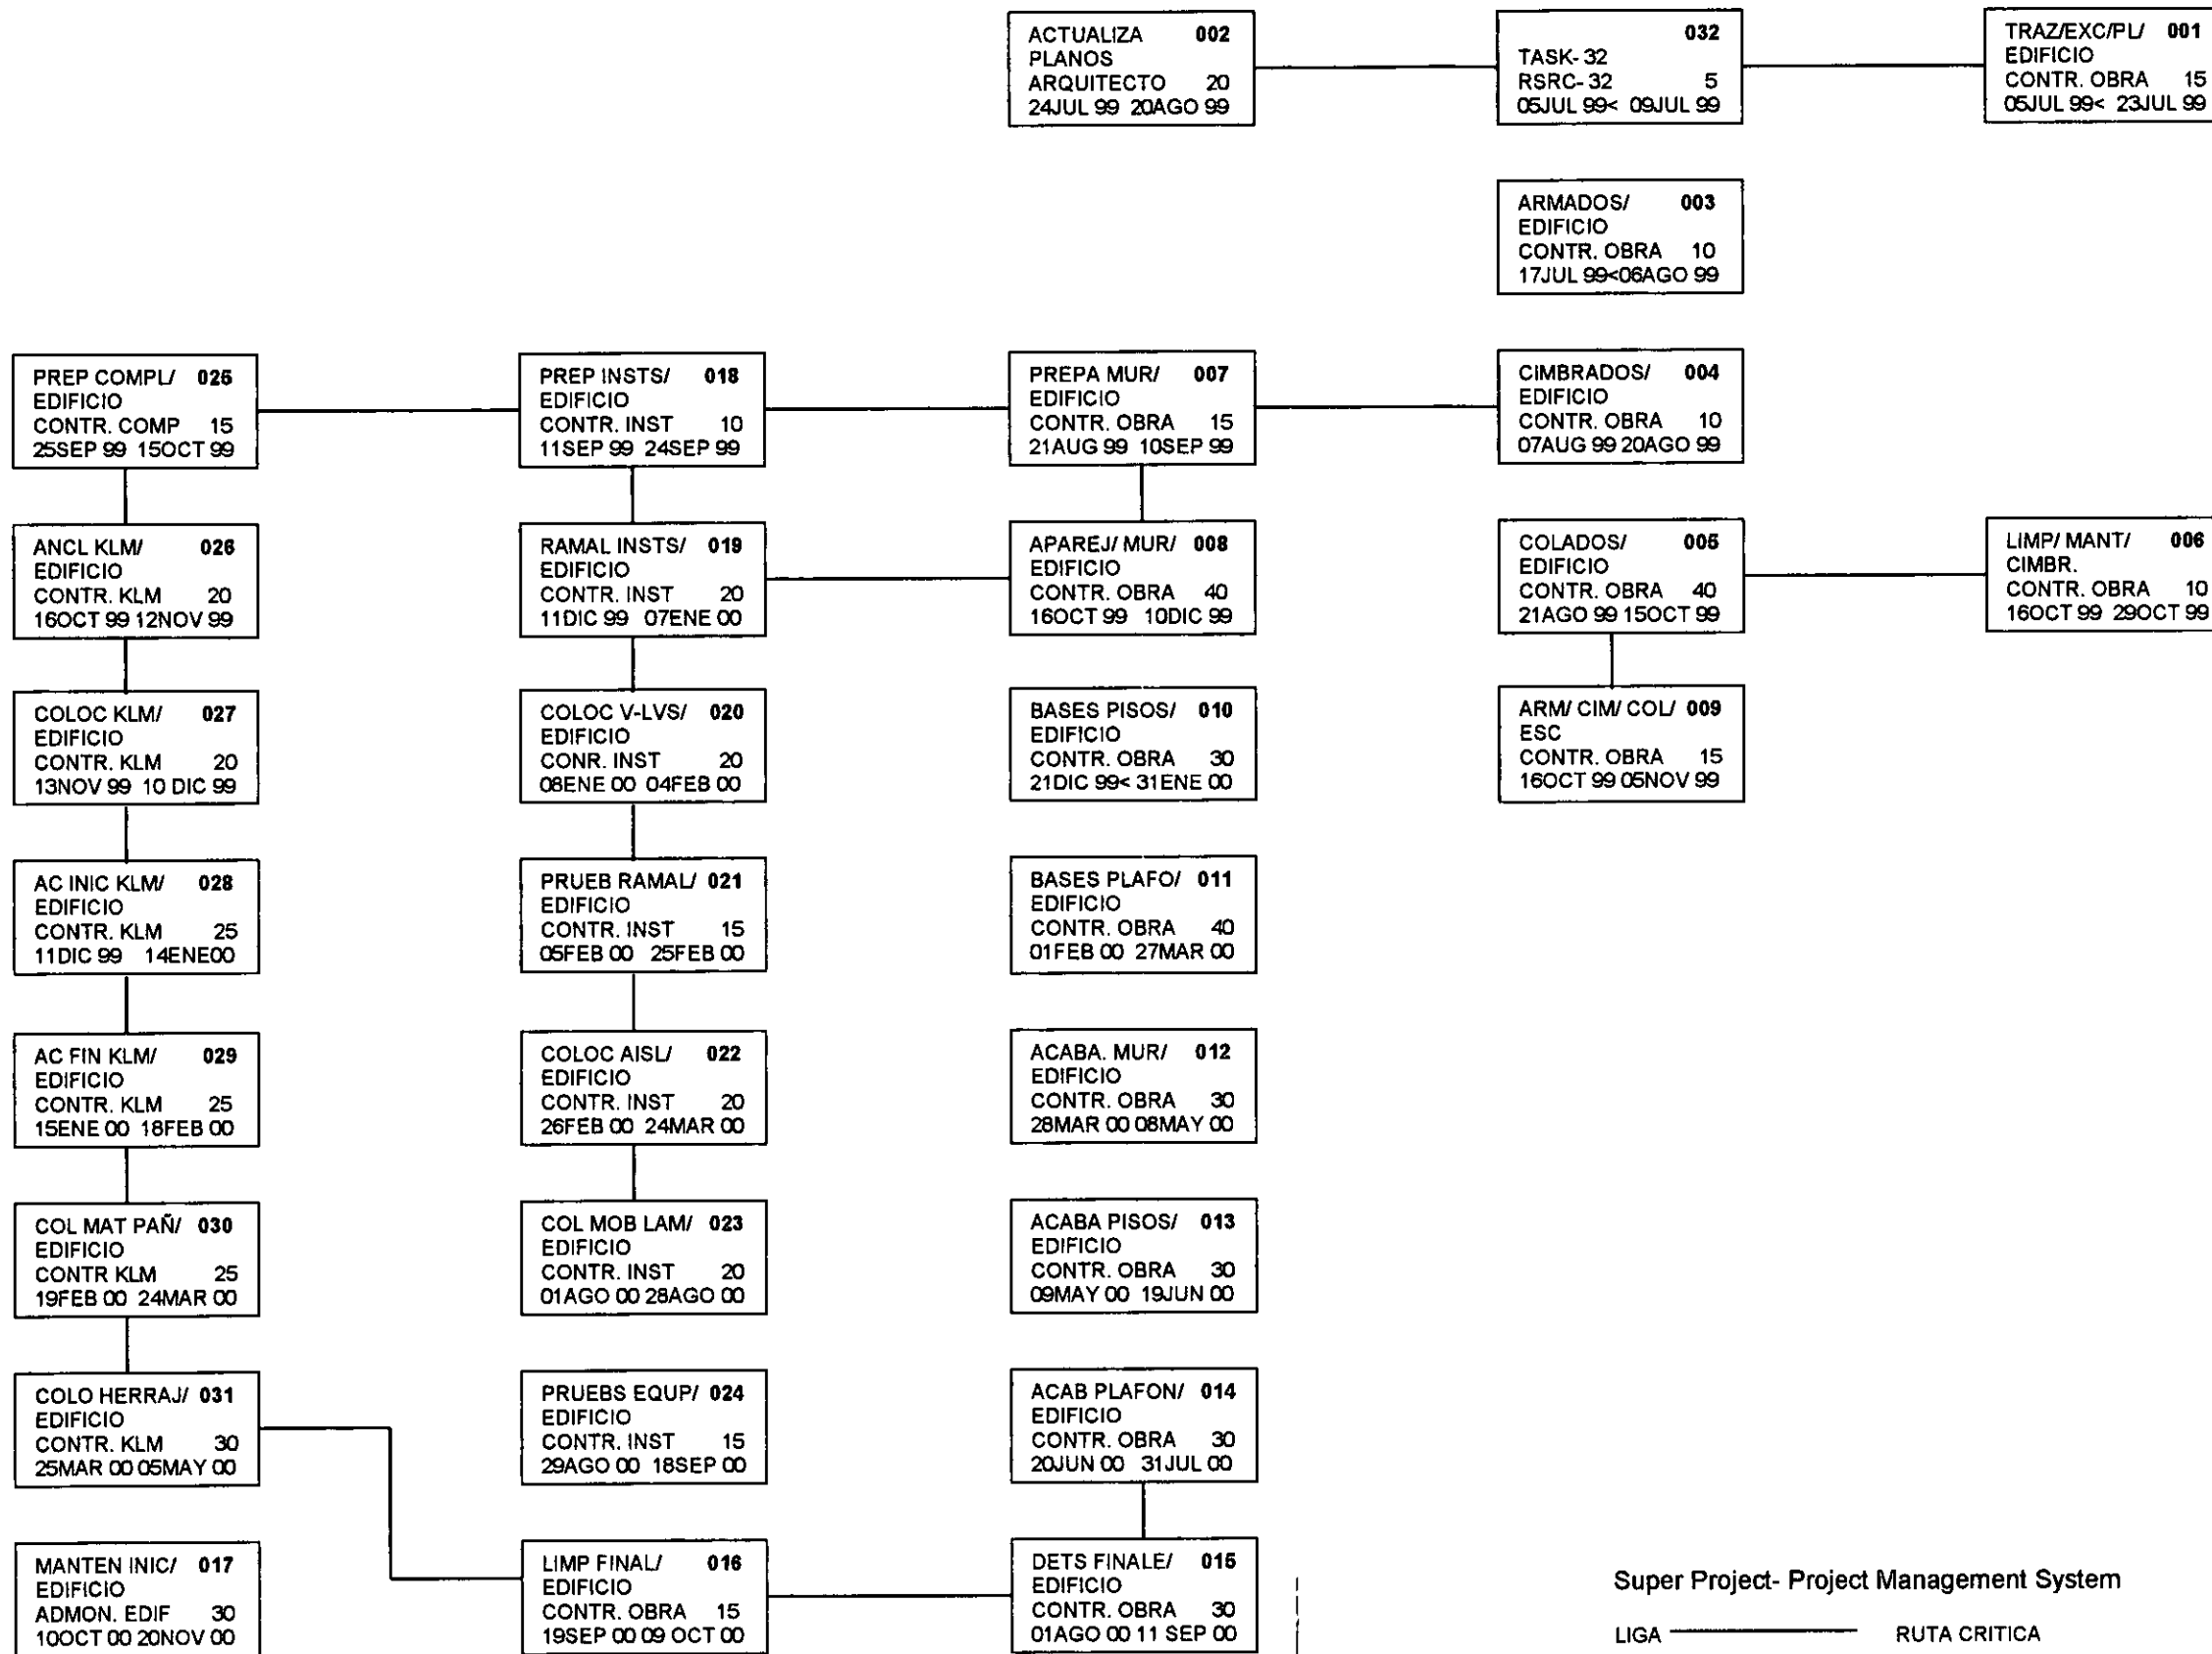 ACTUALIZA 002
PLANOS
ARQUITECTO 20
24JUL 99 20AGO 99
032
TASK-32
RSRC-32 5
05JUL 99< 09JUL 99
TRAZ/EXC/PL/ 001
EDIFICIO
CONTR. OBRA 15
05JUL 99< 23JUL 99
ARMADOS/ 003
EDIFICIO
CONTR. OBRA 10
17JUL 99<06AGO 99
PREP COMPL/ 025
EDIFICIO
CONTR. COMP 15
25SEP 99 15OCT 99
PREP INSTS/ 018
EDIFICIO
CONTR. INST 10
11SEP 99 24SEP 99
PREPA MUR/ 007
EDIFICIO
CONTR. OBRA 15
21AUG 99 10SEP 99
CIMBRADOS/ 004
EDIFICIO
CONTR. OBRA 10
07AUG 99 20AGO 99
ANCL KLM/ 026
EDIFICIO
CONTR. KLM 20
16OCT 99 12NOV 99
RAMAL INSTS/ 019
EDIFICIO
CONTR. INST 20
11DIC 99 07ENE 00
APAREJ/ MUR/ 008
EDIFICIO
CONTR. OBRA 40
16OCT 99 10DIC 99
COLADOS/ 005
EDIFICIO
CONTR. OBRA 40
21AGO 99 15OCT 99
LIMP/ MANT/ 006
CIMBR.
CONTR. OBRA 10
16OCT 99 29OCT 99
COLOC KLM/ 027
EDIFICIO
CONTR. KLM 20
13NOV 99 10 DIC 99
COLOC V-LVS/ 020
EDIFICIO
CONR. INST 20
08ENE 00 04FEB 00
BASES PISOS/ 010
EDIFICIO
CONTR. OBRA 30
21DIC 99< 31ENE 00
ARM/ CIM/ COL/ 009
ESC
CONTR. OBRA 15
16OCT 99 05NOV 99
AC INIC KLM/ 028
EDIFICIO
CONTR. KLM 25
11DIC 99 14ENE00
PRUEB RAMAL/ 021
EDIFICIO
CONTR. INST 15
05FEB 00 25FEB 00
BASES PLAFO/ 011
EDIFICIO
CONTR. OBRA 40
01FEB 00 27MAR 00
AC FIN KLM/ 029
EDIFICIO
CONTR. KLM 25
15ENE 00 18FEB 00
COLOC AISL/ 022
EDIFICIO
CONTR. INST 20
26FEB 00 24MAR 00
ACABA. MUR/ 012
EDIFICIO
CONTR. OBRA 30
28MAR 00 08MAY 00
COL MAT PAÑ/ 030
EDIFICIO
CONTR KLM 25
19FEB 00 24MAR 00
COL MOB LAM/ 023
EDIFICIO
CONTR. INST 20
01AGO 00 28AGO 00
ACABA PISOS/ 013
EDIFICIO
CONTR. OBRA 30
09MAY 00 19JUN 00
COLO HERRAJ/ 031
EDIFICIO
CONTR. KLM 30
25MAR 00 05MAY 00
PRUEBS EQUP/ 024
EDIFICIO
CONTR. INST 15
29AGO 00 18SEP 00
ACAB PLAFON/ 014
EDIFICIO
CONTR. OBRA 30
20JUN 00 31JUL 00
MANTEN INIC/ 017
EDIFICIO
ADMON. EDIF 30
10OCT 00 20NOV 00
LIMP FINAL/ 016
EDIFICIO
CONTR. OBRA 15
19SEP 00 09 OCT 00
DETS FINALE/ 015
EDIFICIO
CONTR. OBRA 30
01AGO 00 11 SEP 00
Super Project- Project Management System
LIGA RUTA CRITICA